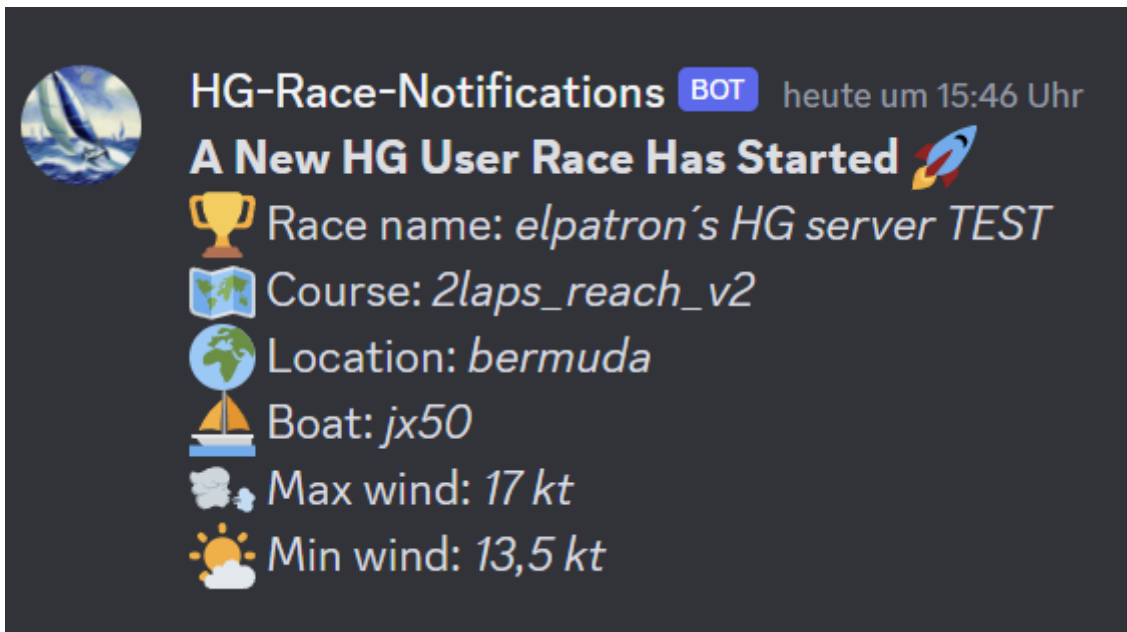 HG-Race-Notifications BOT heute um 15:46 Uhr
A New HG User Race Has Started 🚀
🏆 Race name: elpatron´s HG server TEST
🗺️ Course: 2laps_reach_v2
🌍 Location: bermuda
⛵ Boat: jx50
🌬️ Max wind: 17 kt
🌤️ Min wind: 13,5 kt